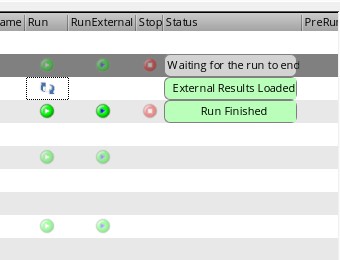 ame Run RunExternal Stop Status PreRu
Waiting for the run to end
External Results Loaded
Run Finished